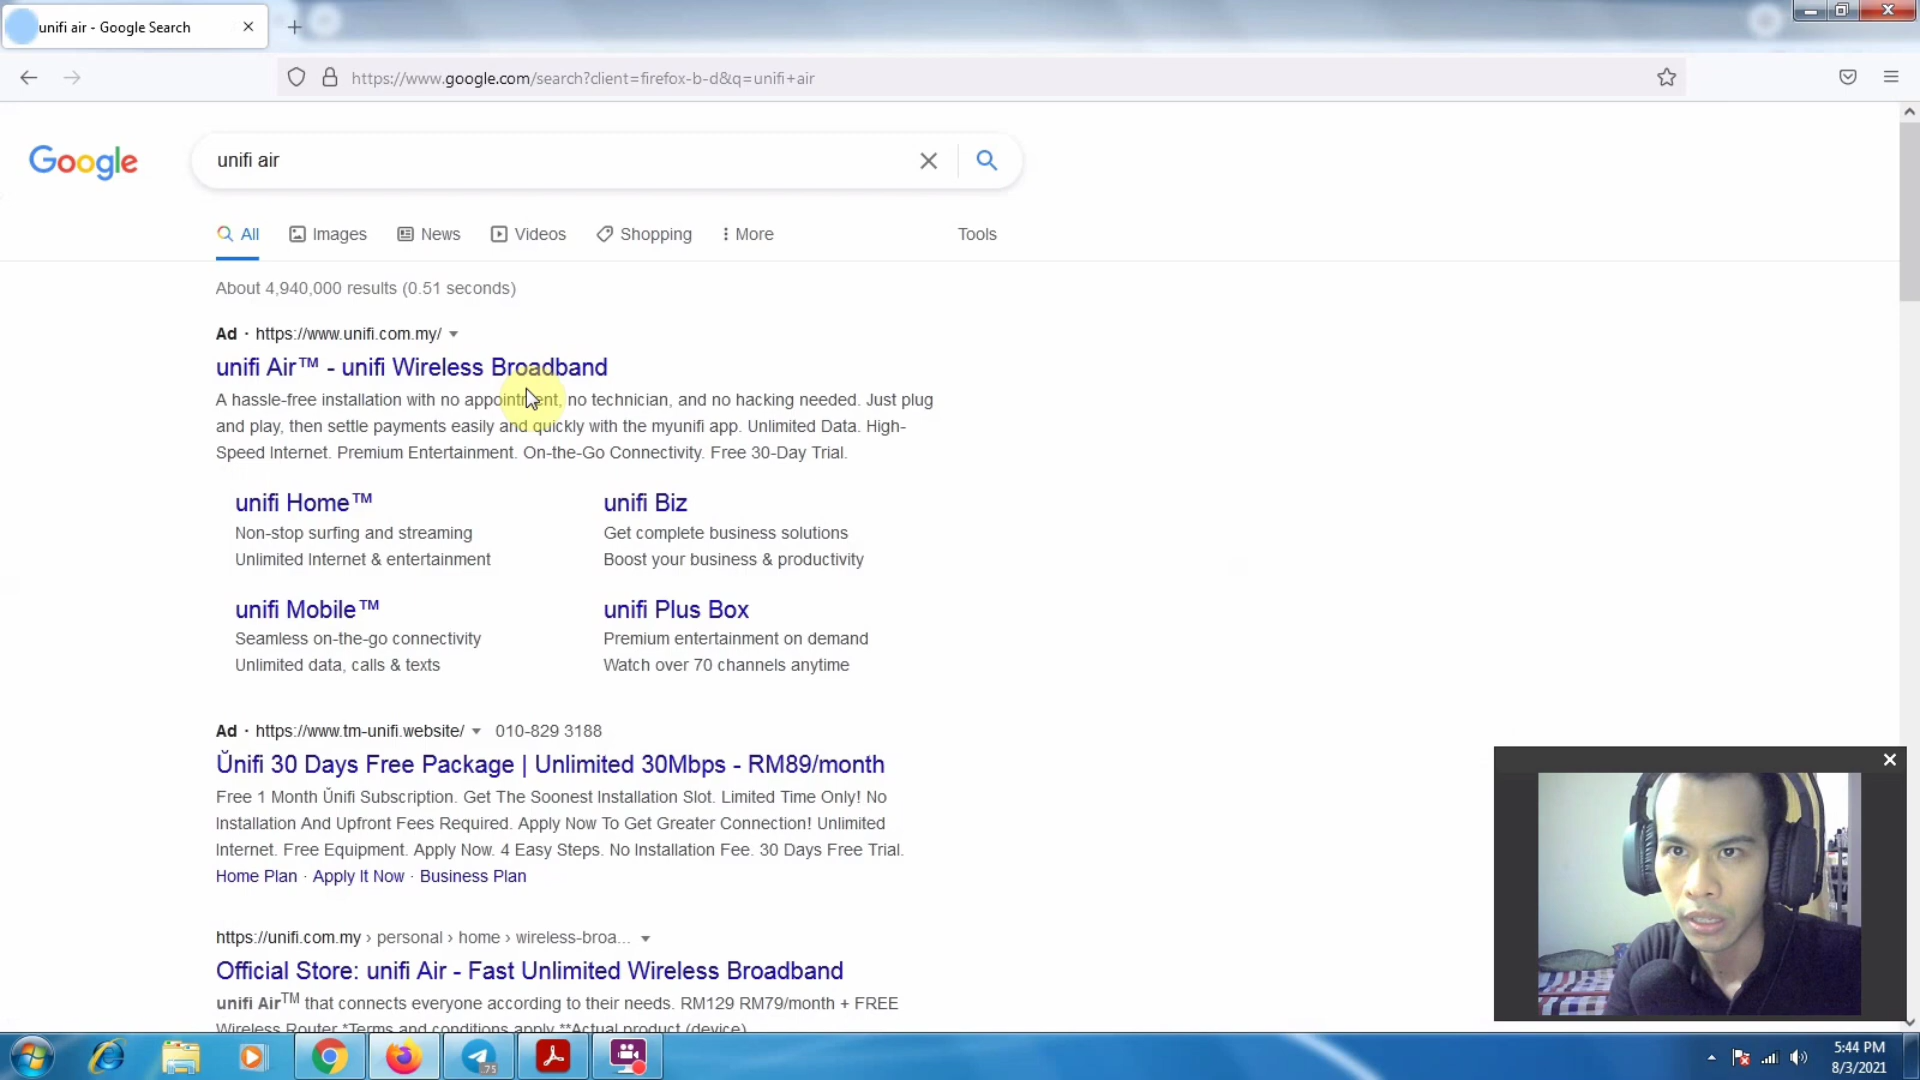 unifi air - Google Search
https://www.google.com/search?client=firefox-b-d&q=unifi+air
Google
unifi air
All Images News Videos Shopping More Tools
About 4,940,000 results (0.51 seconds)
Ad · https://www.unifi.com.my/
unifi Air™ - unifi Wireless Broadband
A hassle-free installation with no appointment, no technician, and no hacking needed. Just plug
and play, then settle payments easily and quickly with the myunifi app. Unlimited Data. High-
Speed Internet. Premium Entertainment. On-the-Go Connectivity. Free 30-Day Trial.
unifi Home™
Non-stop surfing and streaming
Unlimited Internet & entertainment
unifi Biz
Get complete business solutions
Boost your business & productivity
unifi Mobile™
Seamless on-the-go connectivity
Unlimited data, calls & texts
unifi Plus Box
Premium entertainment on demand
Watch over 70 channels anytime
Ad · https://www.tm-unifi.website/ 010-829 3188
Ŭnifi 30 Days Free Package | Unlimited 30Mbps - RM89/month
Free 1 Month Ŭnifi Subscription. Get The Soonest Installation Slot. Limited Time Only! No
Installation And Upfront Fees Required. Apply Now To Get Greater Connection! Unlimited
Internet. Free Equipment. Apply Now. 4 Easy Steps. No Installation Fee. 30 Days Free Trial.
Home Plan · Apply It Now · Business Plan
https://unifi.com.my › personal › home › wireless-broa...
Official Store: unifi Air - Fast Unlimited Wireless Broadband
unifi Air™ that connects everyone according to their needs. RM129 RM79/month + FREE
Wireless Router *Terms and conditions apply **Actual product (device)
75
5:44 PM
8/3/2021